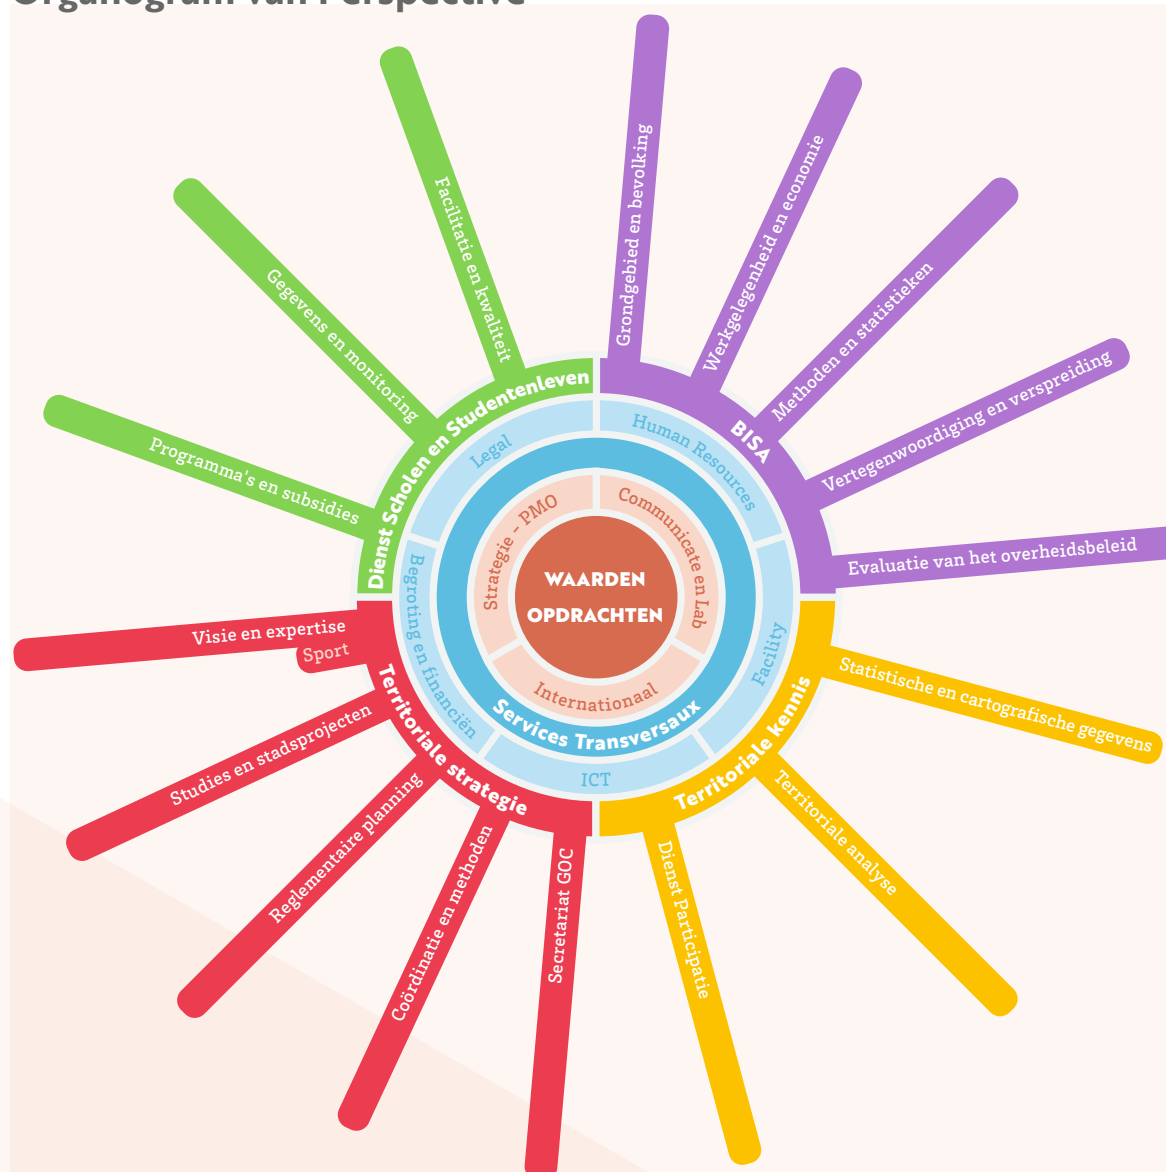 Organogram van Perspective
Facilitatie en kwaliteit
Gegevens en monitoring
Programma's en subsidies
Dienst Scholen en Studentenleven
Grondgebied en bevolking
Werkgelegenheid en economie
Methoden en statistieken
Vertegenwoordiging en verspreiding
Evaluatie van het overheidsbeleid
BISA
Legal
Human Resources
Facility
ICT
Begroting en financiën
Strategie - PMO
Communicate en Lab
Internationaal
WAARDEN
OPDRACHTEN
Services Transversaux
Visie en expertise
Sport
Studies en stadsprojecten
Reglementaire planning
Coördinatie en methoden
Secretariat GOC
Territoriale strategie
Statistische en cartografische gegevens
Territoriale analyse
Dienst Participatie
Territoriale kennis